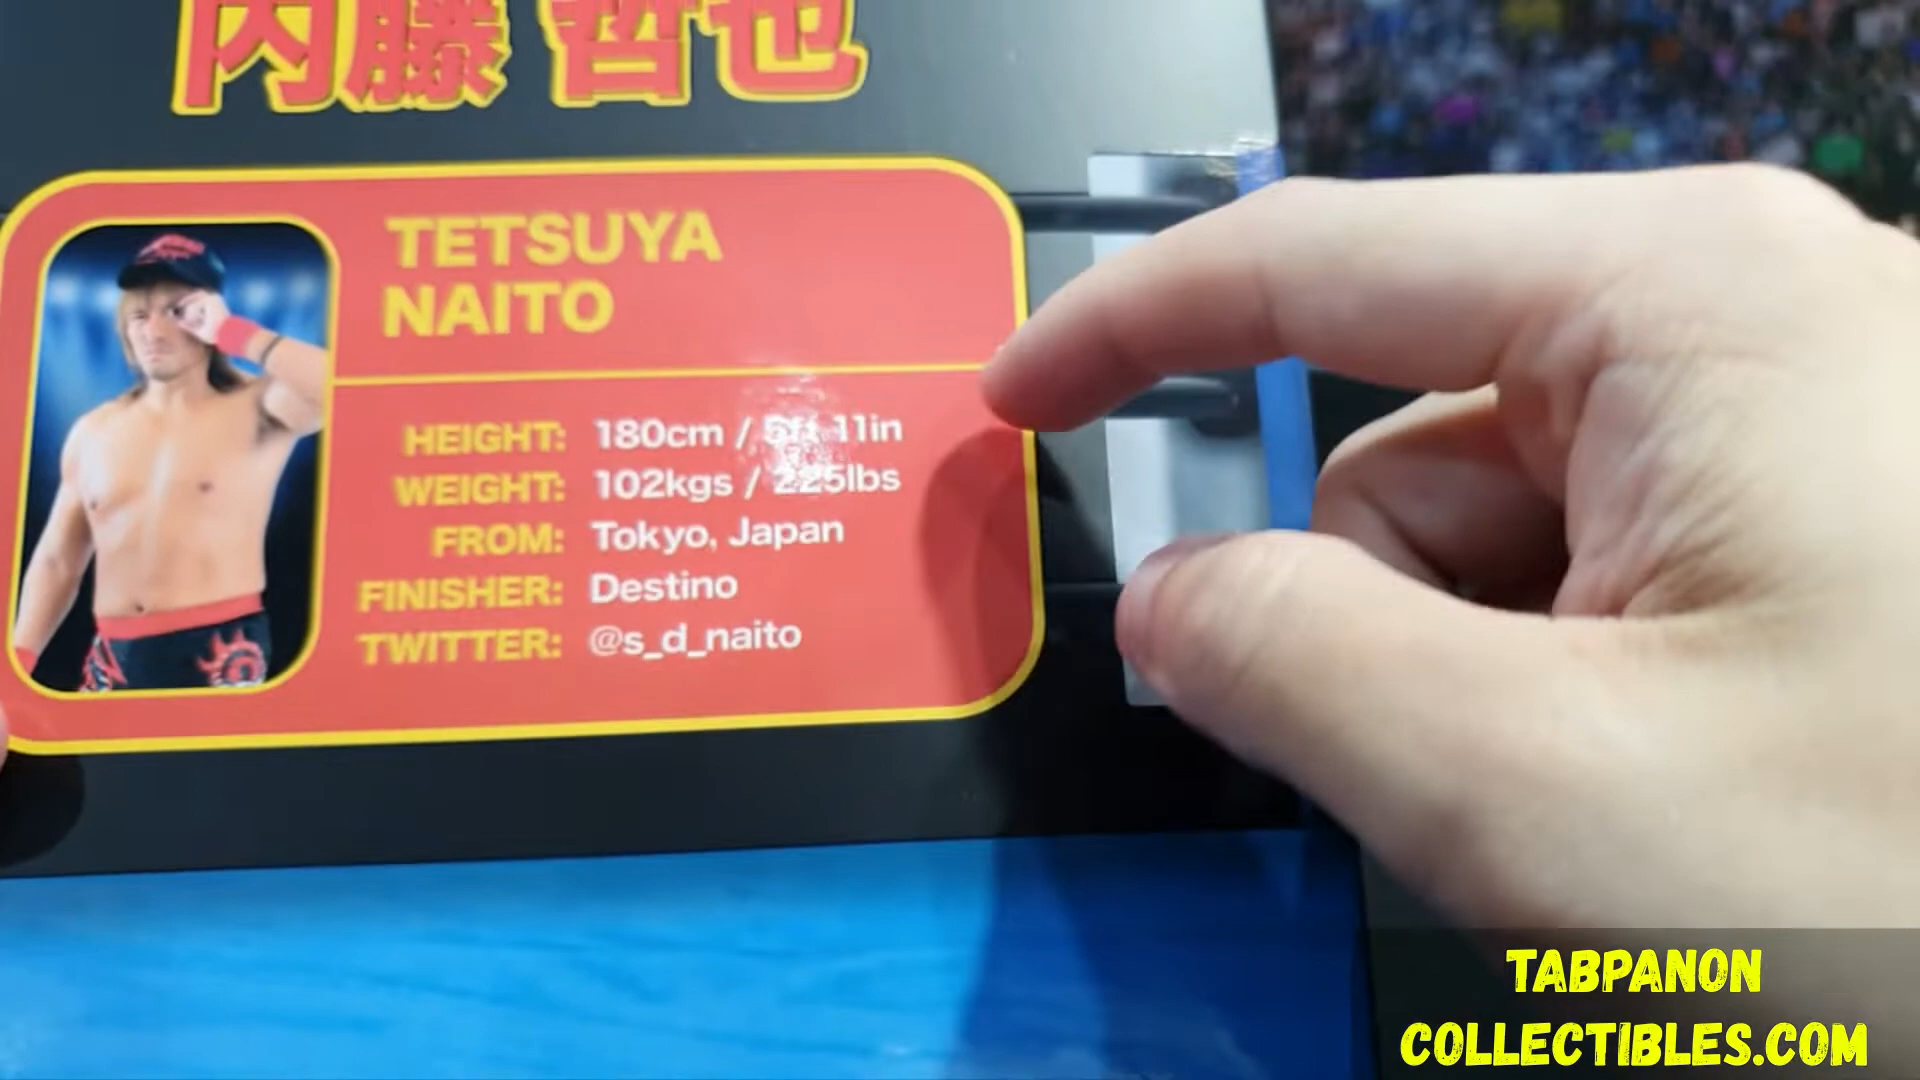 内藤 哲也
TETSUYA
NAITO
HEIGHT: 180cm / 5ft 11in
WEIGHT: 102kgs / 225lbs
FROM: Tokyo, Japan
FINISHER: Destino
TWITTER: @s_d_naito
TABPANON
COLLECTIBLES.COM